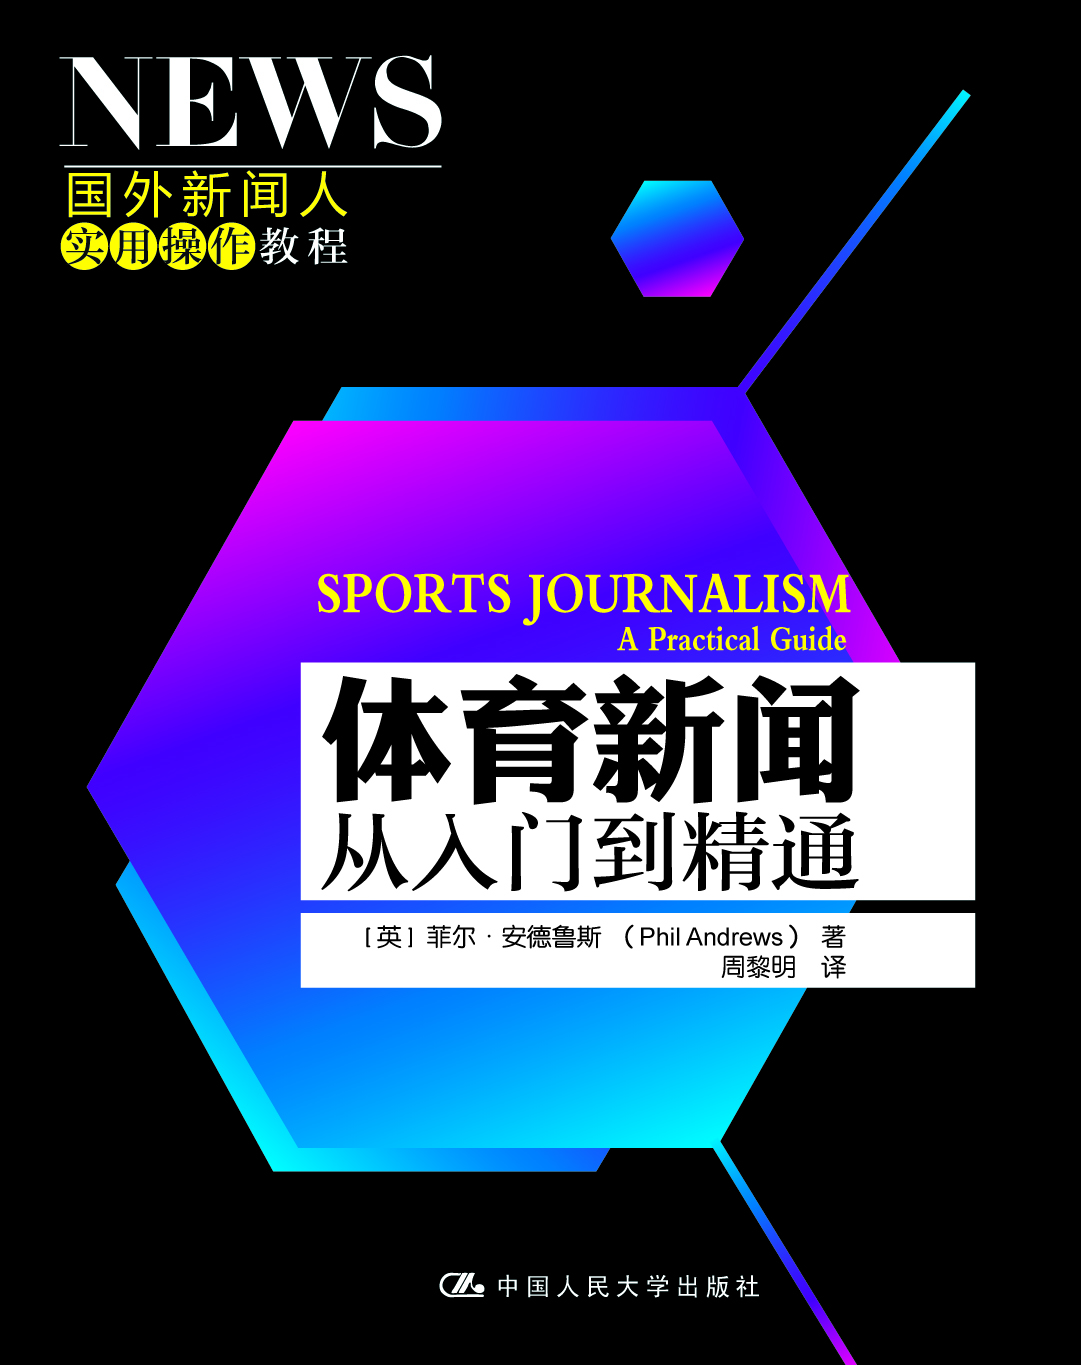 NEWS
国外新闻人
实用操作教程
SPORTS JOURNALISM
A Practical Guide
体育新闻
从入门到精通
[英] 菲尔·安德鲁斯 （Phil Andrews） 著
周黎明 译
中国人民大学出版社